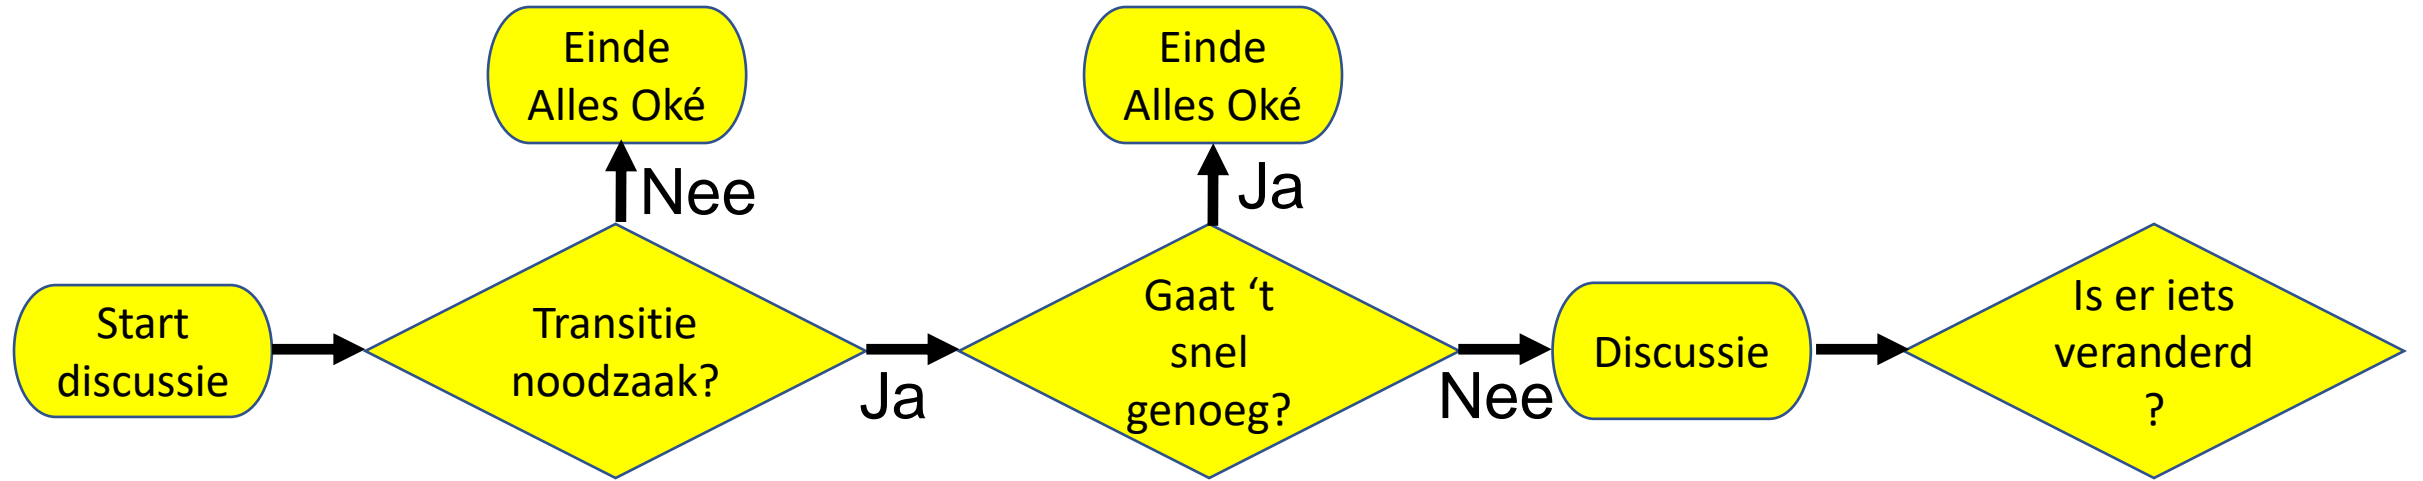 Einde
Alles Oké
Einde
Alles Oké
Nee
Ja
Start
discussie
Transitie
noodzaak?
Ja
Gaat ‘t
snel
genoeg?
Nee
Discussie
Is er iets
veranderd
?